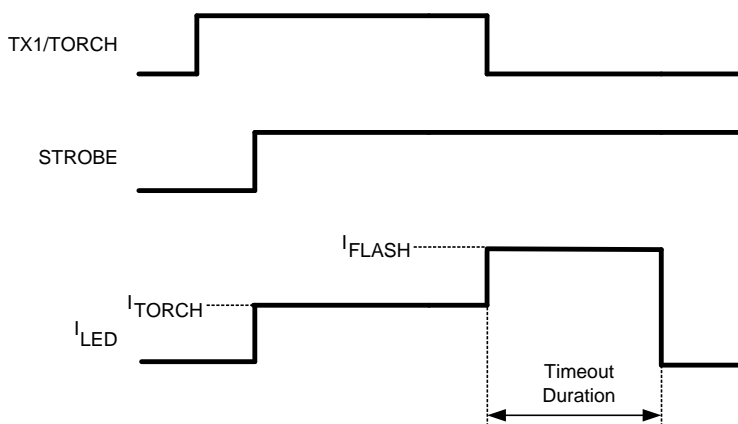 TX1/TORCH
STROBE
IFLASH
ITORCH
ILED
Timeout
Duration